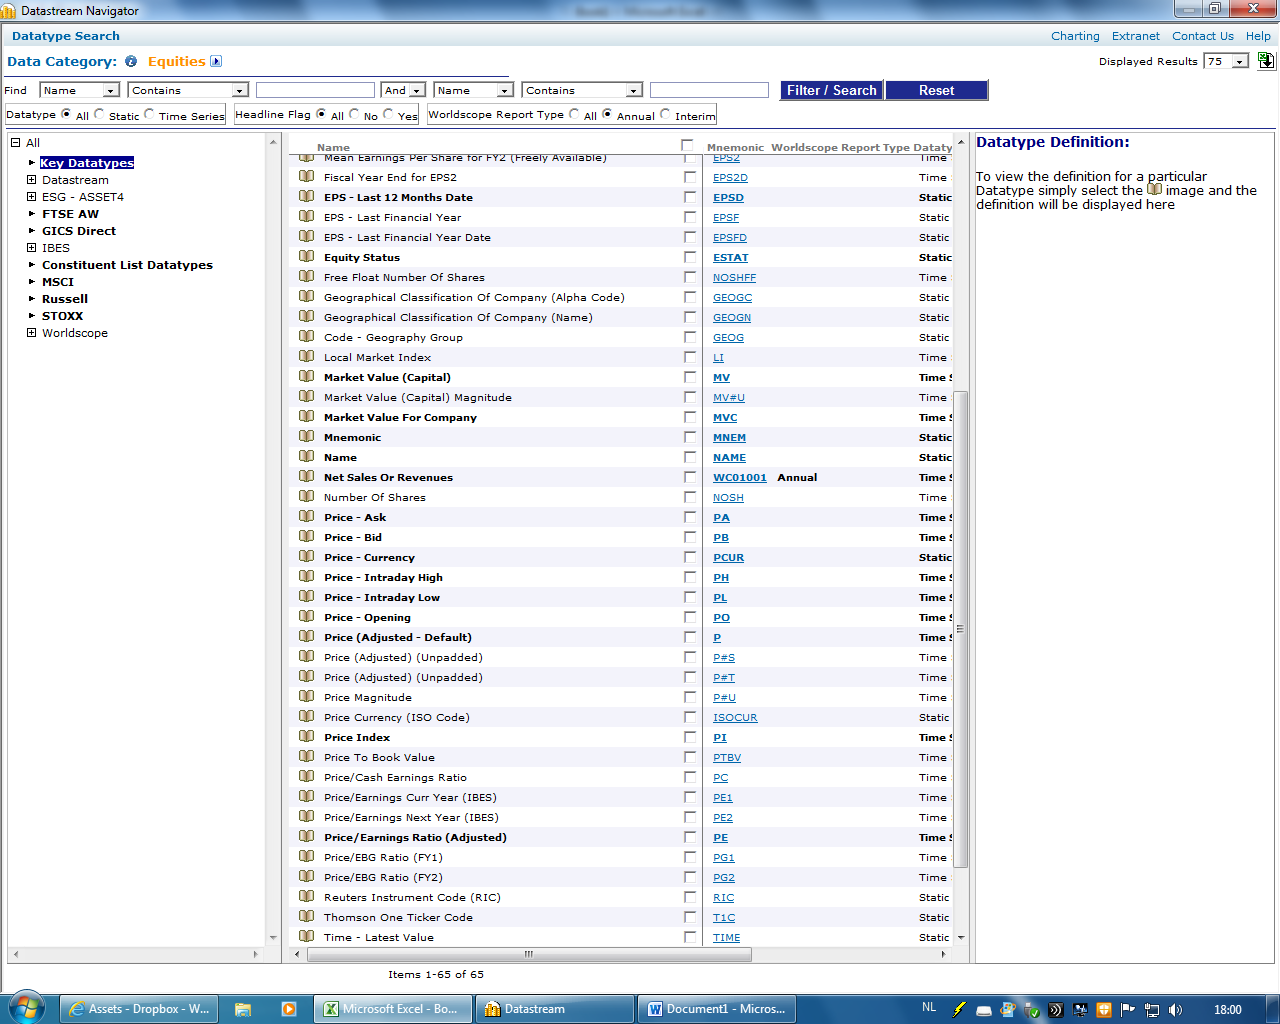 Datastream Navigator
Datatype Search
Charting Extranet Contact Us Help
Data Category: Equities
Displayed Results 75
Find Name Contains And Name Contains Filter / Search Reset
Datatype All Static Time Series Headline Flag All No Yes Worldscope Report Type All Annual Interim
All
Key Datatypes
Datastream
ESG - ASSET4
FTSE AW
GICS Direct
IBES
Constituent List Datatypes
MSCI
Russell
STOXX
Worldscope
Name Mnemonic Worldscope Report Type Dataty
Mean Earnings Per Share for FY2 (Freely Available) EPS2 Time
Fiscal Year End for EPS2 EPS2D Time
EPS - Last 12 Months Date EPSD Static
EPS - Last Financial Year EPSF Static
EPS - Last Financial Year Date EPSFD Static
Equity Status ESTAT Static
Free Float Number Of Shares NOSHFF Time
Geographical Classification Of Company (Alpha Code) GEOGC Static
Geographical Classification Of Company (Name) GEOGN Static
Code - Geography Group GEOG Static
Local Market Index LI Time
Market Value (Capital) MV Time S
Market Value (Capital) Magnitude MV#U Time
Market Value For Company MVC Time S
Mnemonic MNEM Static
Name NAME Static
Net Sales Or Revenues WC01001 Annual Time S
Number Of Shares NOSH Time
Price - Ask PA Time S
Price - Bid PB Time S
Price - Currency PCUR Static
Price - Intraday High PH Time S
Price - Intraday Low PL Time S
Price - Opening PO Time S
Price (Adjusted - Default) P Time S
Price (Adjusted) (Unpadded) P#S Time
Price (Adjusted) (Unpadded) P#T Time
Price Magnitude P#U Time
Price Currency (ISO Code) ISOCUR Static
Price Index PI Time S
Price To Book Value PTBV Time
Price/Cash Earnings Ratio PC Time
Price/Earnings Curr Year (IBES) PE1 Time
Price/Earnings Next Year (IBES) PE2 Time
Price/Earnings Ratio (Adjusted) PE Time S
Price/EBG Ratio (FY1) PG1 Time
Price/EBG Ratio (FY2) PG2 Time
Reuters Instrument Code (RIC) RIC Static
Thomson One Ticker Code T1C Static
Time - Latest Value TIME Static
Items 1-65 of 65
Datatype Definition:
To view the definition for a particular
Datatype simply select the image and the
definition will be displayed here
Assets - Dropbox - W... Microsoft Excel - Bo... Datastream Document1 - Micros... NL 18:00